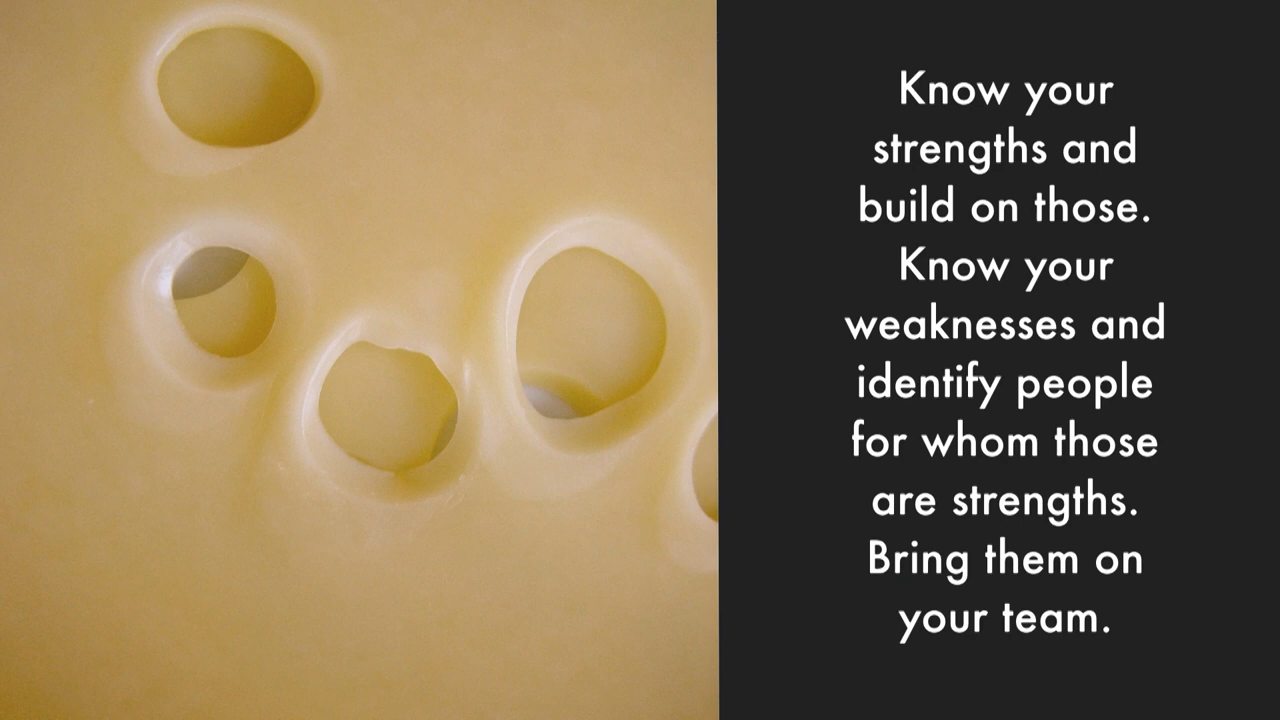 Know your
strengths and
build on those.
Know your
weaknesses and
identify people
for whom those
are strengths.
Bring them on
your team.